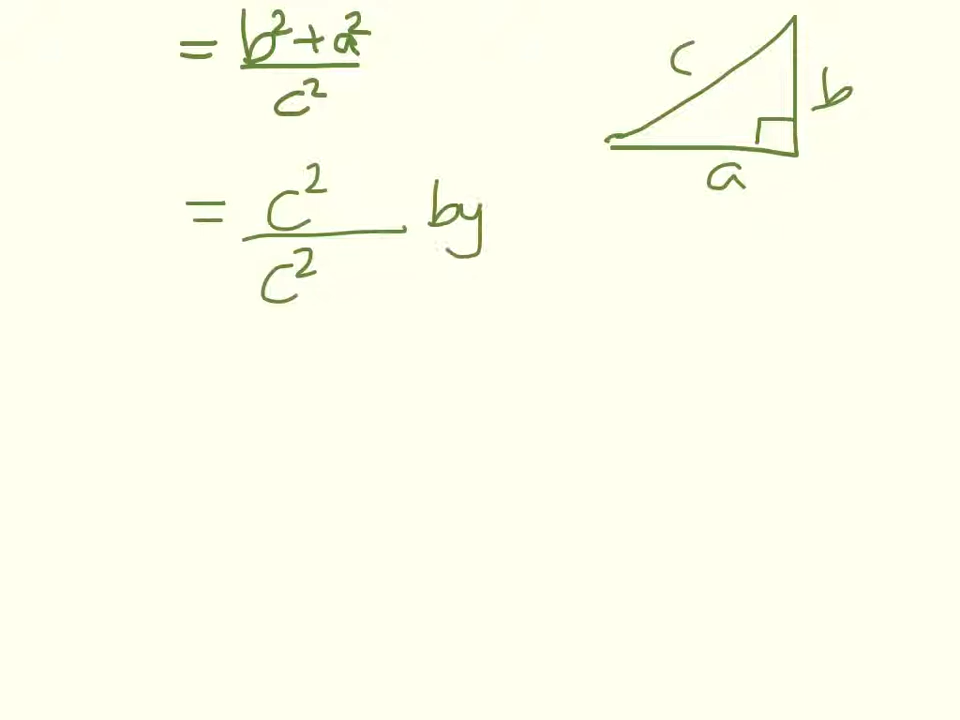 = b²+a²
c²
c
b
a
= c² by
c²